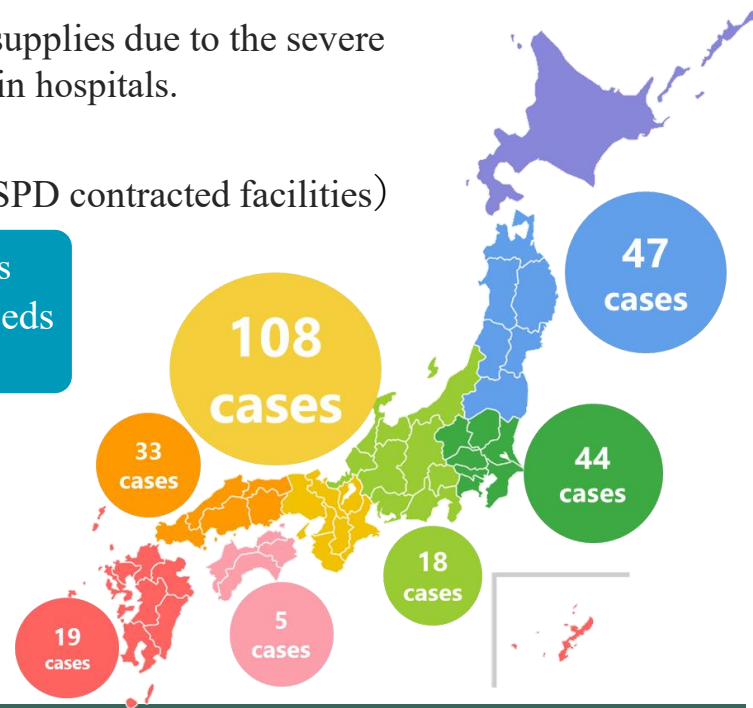 supplies due to the severe
in hospitals.
SPD contracted facilities）
s
eds
47
cases
108
cases
33
cases
44
cases
18
cases
5
cases
19
cases